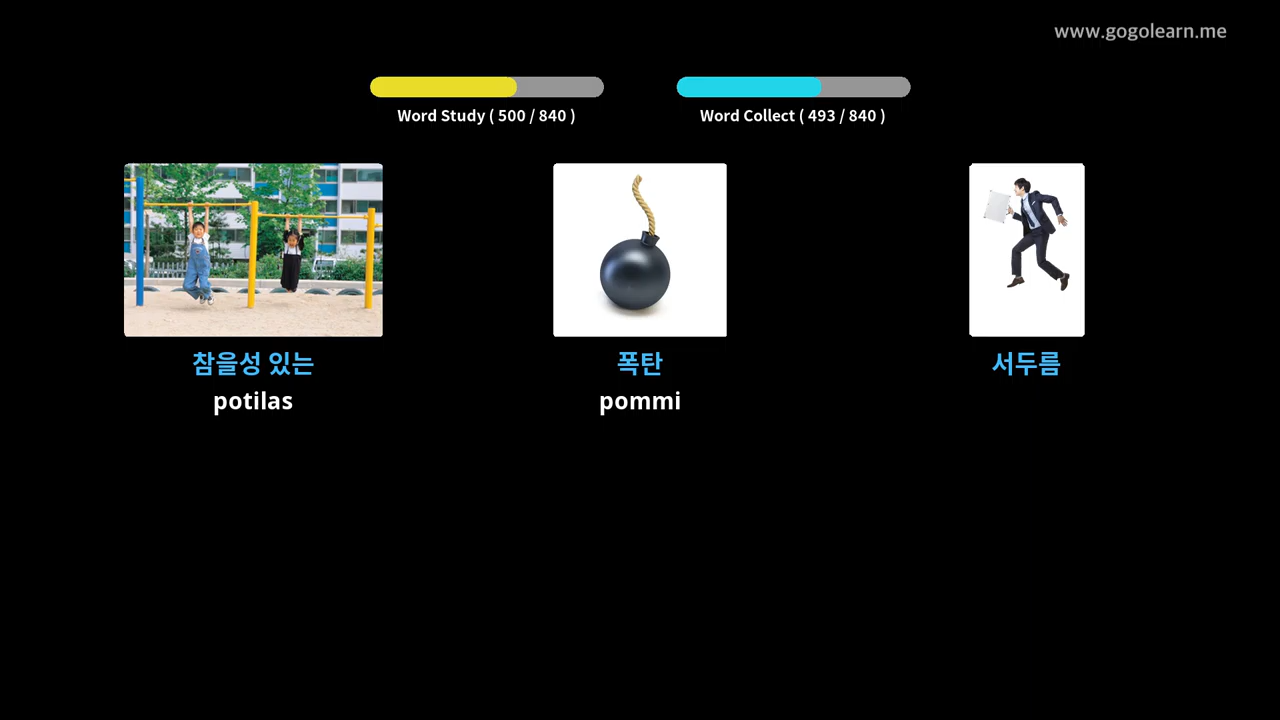 www.gogolearn.me
Word Study ( 500 / 840 )
Word Collect ( 493 / 840 )
참을성 있는
potilas
폭탄
pommi
서두름